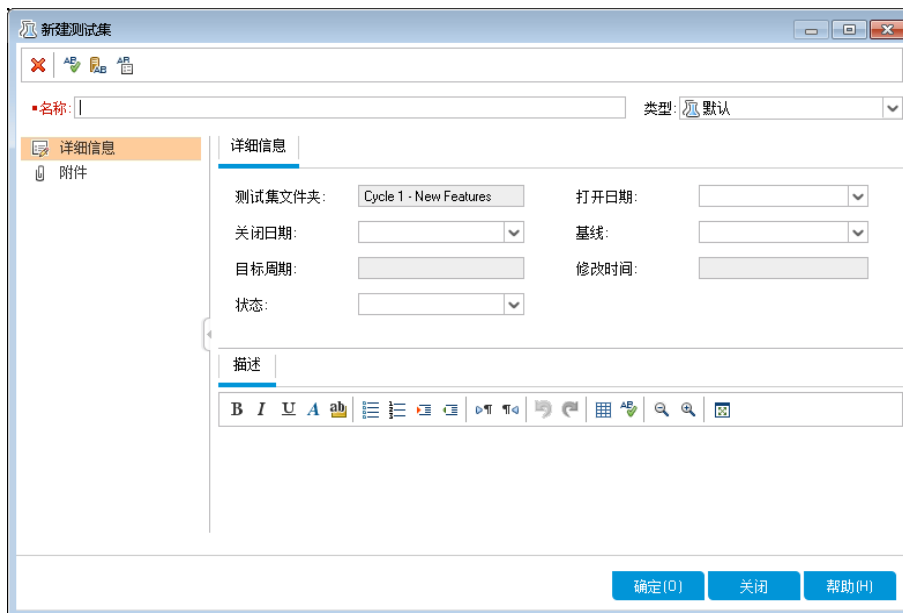 新建测试集
名称: 类型: 默认
详细信息
附件
详细信息
测试集文件夹: Cycle 1 - New Features 打开日期:
关闭日期: 基线:
目标周期: 修改时间:
状态:
描述
B I U A ab
确定(O) 关闭 帮助(H)